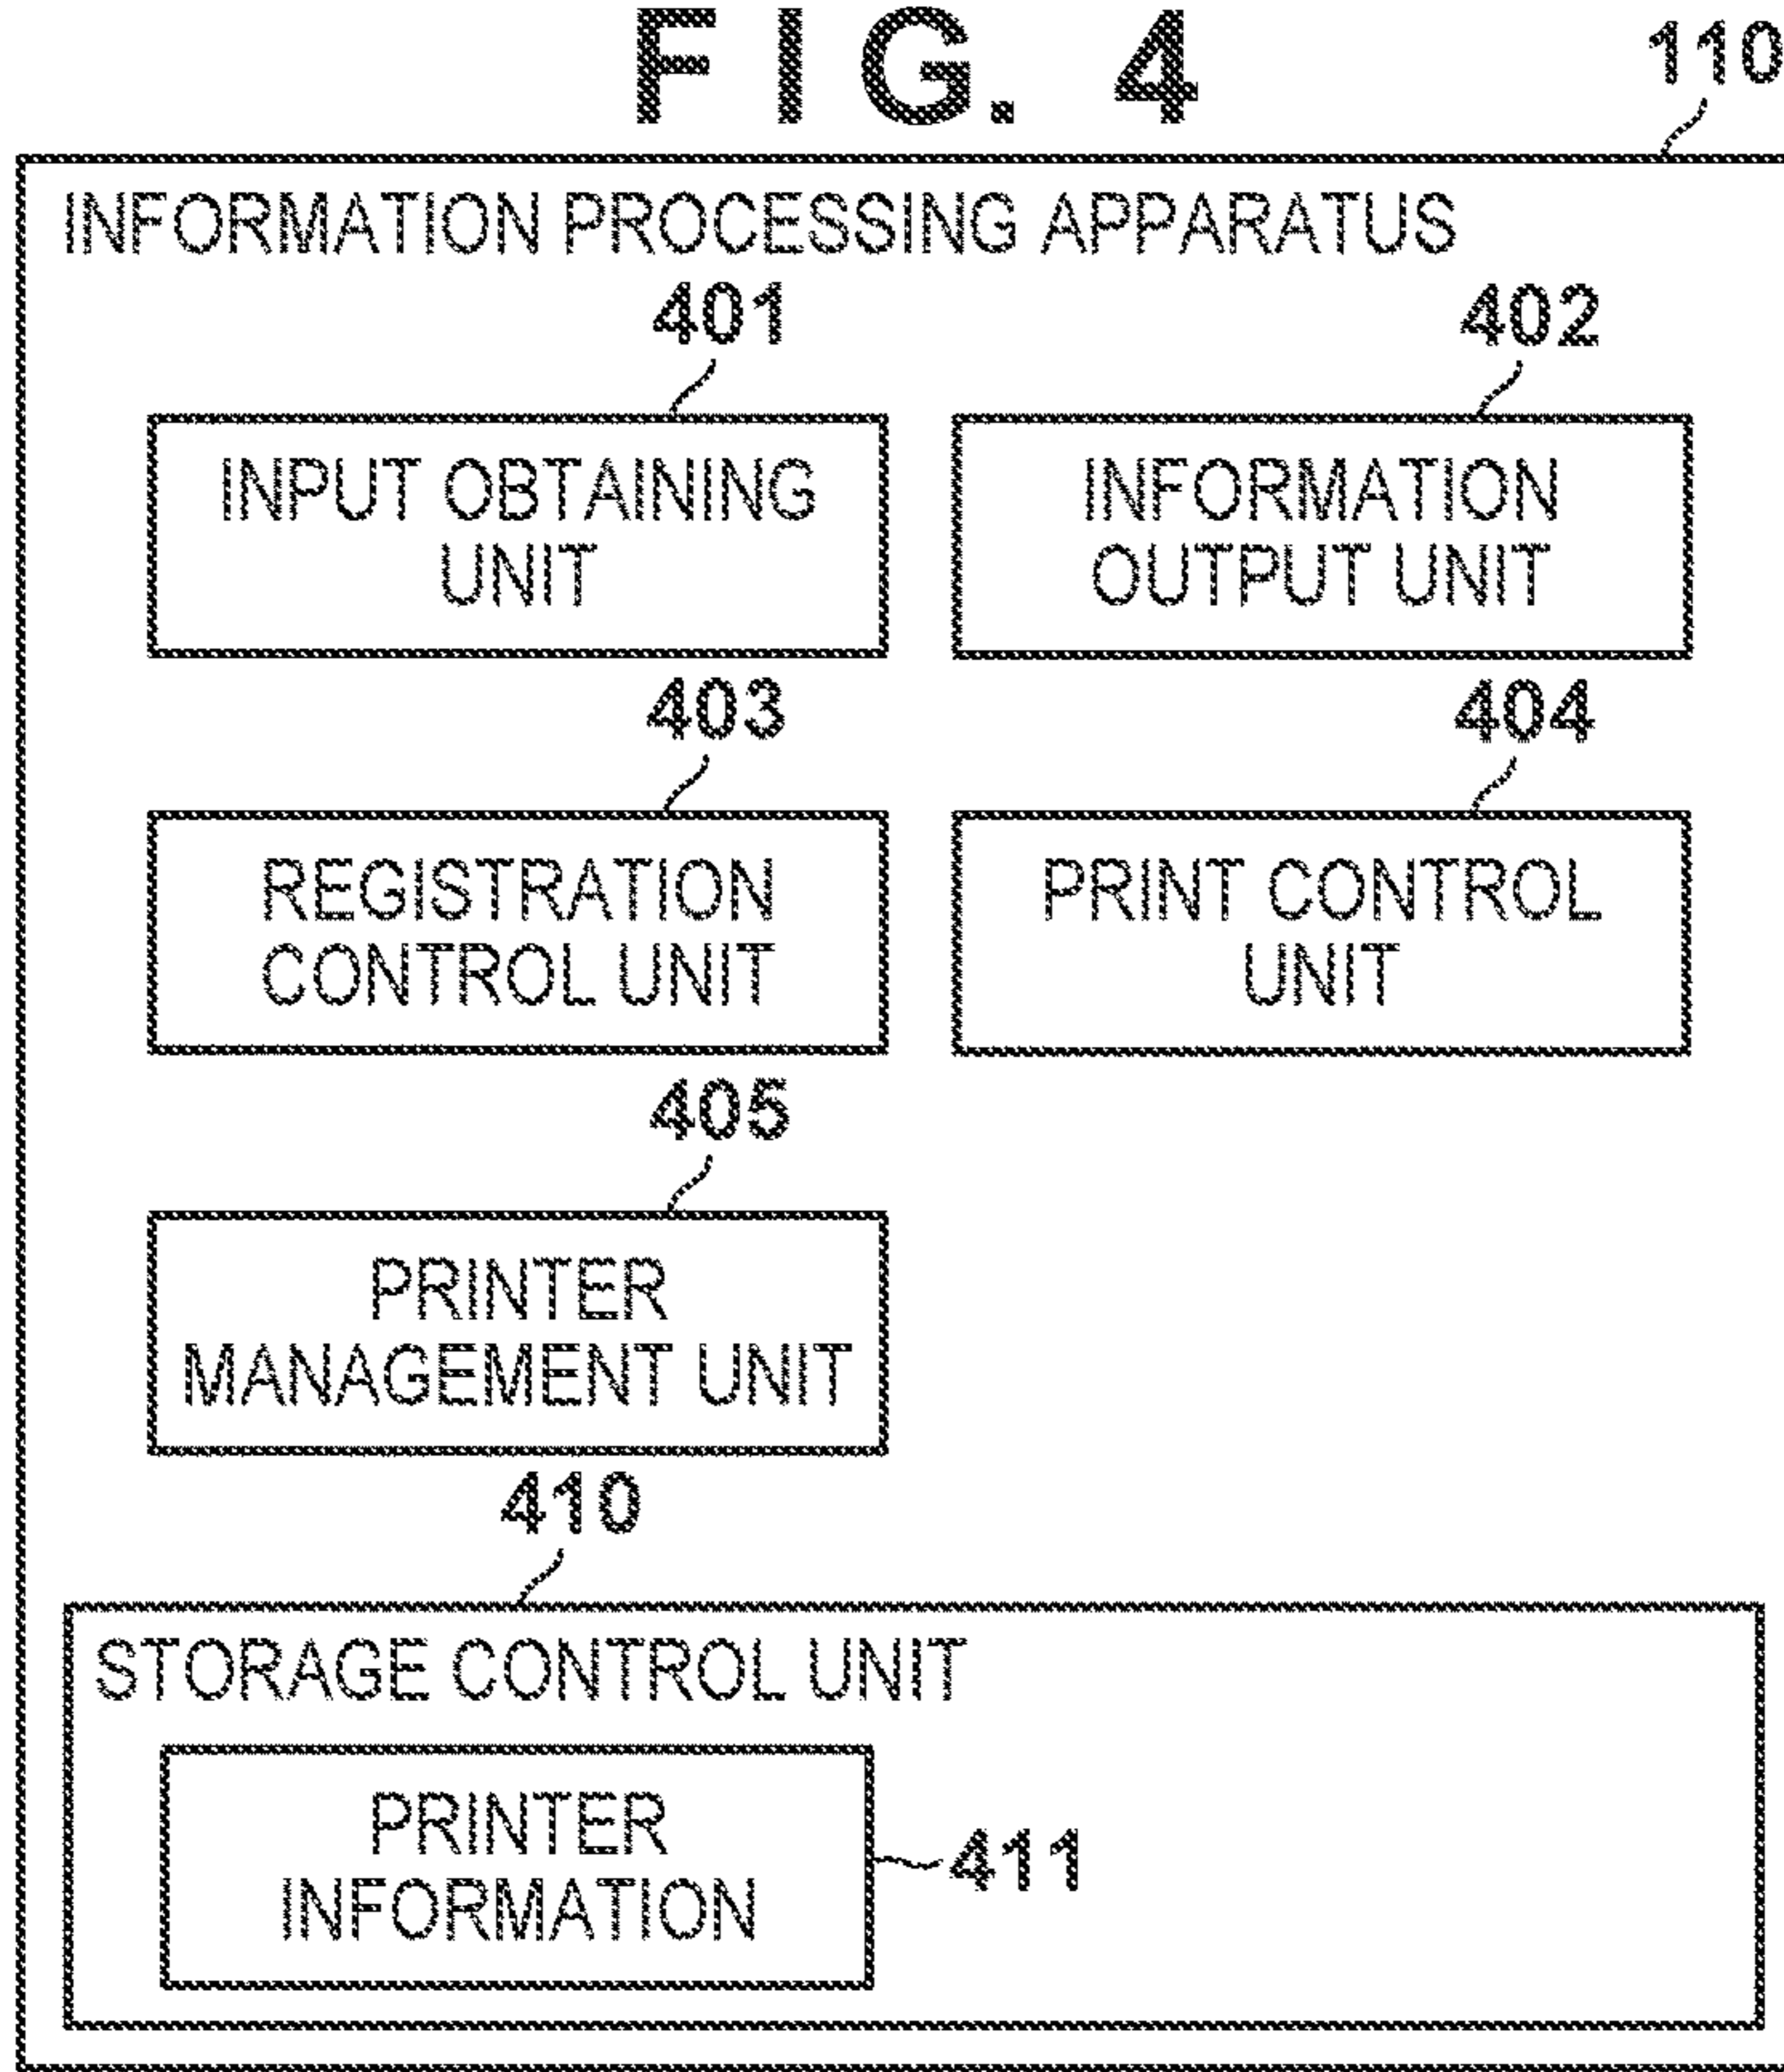 FIG. 4
110
INFORMATION PROCESSING APPARATUS
401
402
INPUT OBTAINING
UNIT
INFORMATION
OUTPUT UNIT
403
404
REGISTRATION
CONTROL UNIT
PRINT CONTROL
UNIT
405
PRINTER
MANAGEMENT UNIT
410
STORAGE CONTROL UNIT
PRINTER
INFORMATION
411